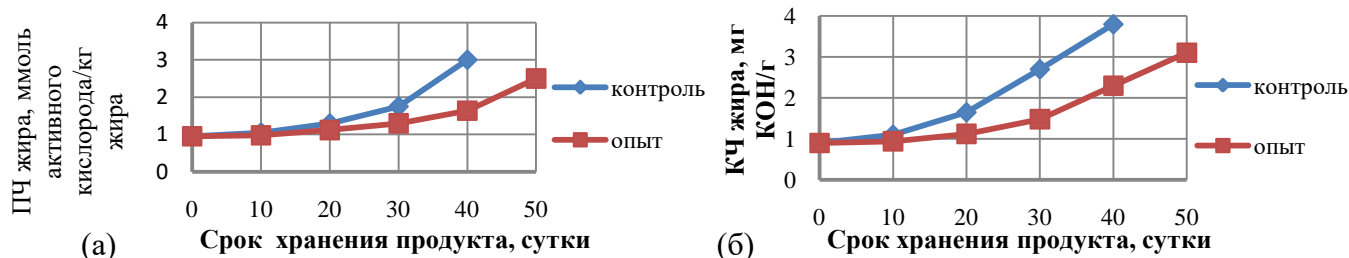 ПЧ жира, ммоль
активного
кислорода/кг
жира
4
3
2
1
0
0 10 20 30 40 50
контроль
опыт
(а) Срок хранения продукта, сутки
КЧ жира, мг
КОН/г
4
3
2
1
0
0 10 20 30 40 50
контроль
опыт
(б) Срок хранения продукта, сутки